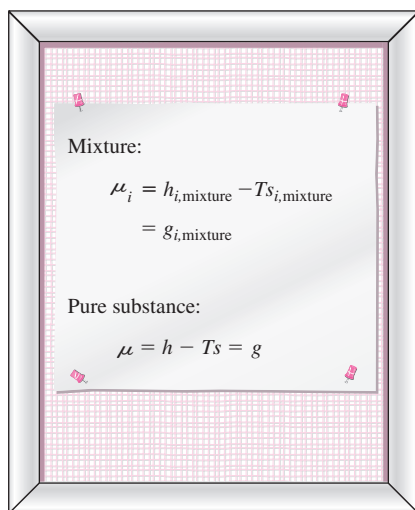 Mixture:
μᵢ = hᵢ,mixture − Tsᵢ,mixture
= gᵢ,mixture
Pure substance:
μ = h − Ts = g